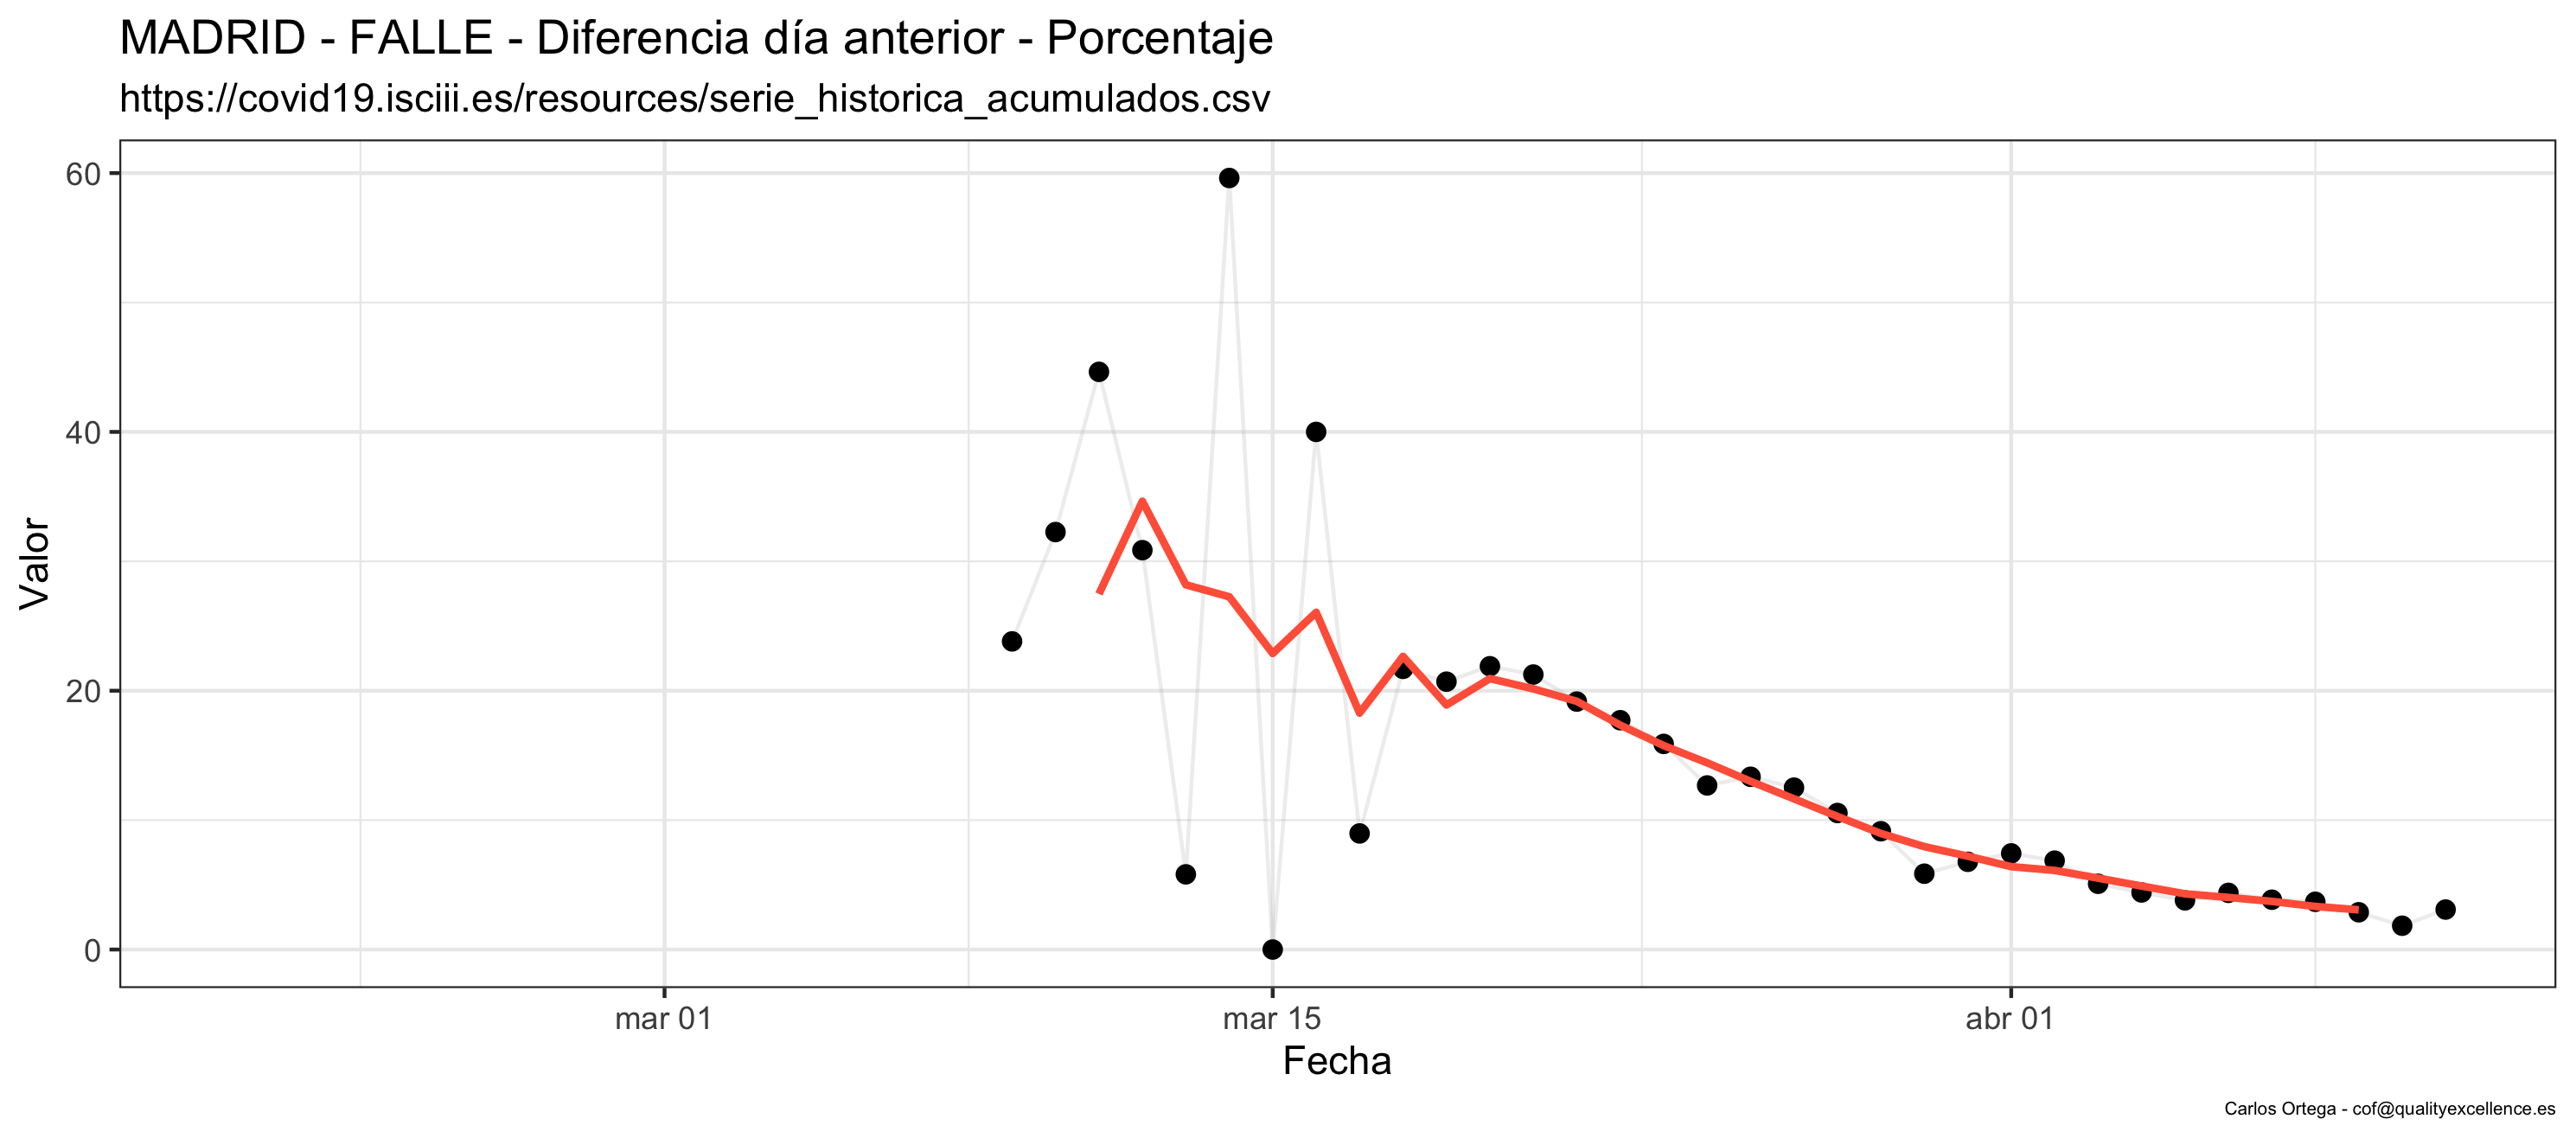 MADRID - FALLE - Diferencia día anterior - Porcentaje
https://covid19.isciii.es/resources/serie_historica_acumulados.csv
60
40
20
0
Valor
mar 01
mar 15
abr 01
Fecha
Carlos Ortega - cof@qualityexcellence.es